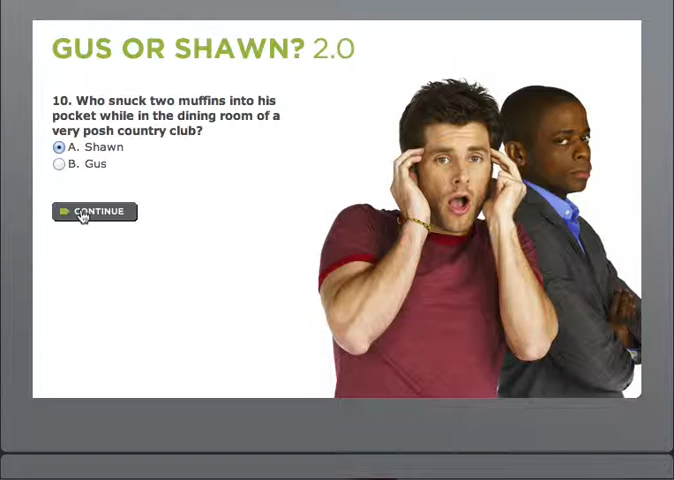 GUS OR SHAWN? 2.0
10. Who snuck two muffins into his
pocket while in the dining room of a
very posh country club?
A. Shawn
B. Gus
CONTINUE